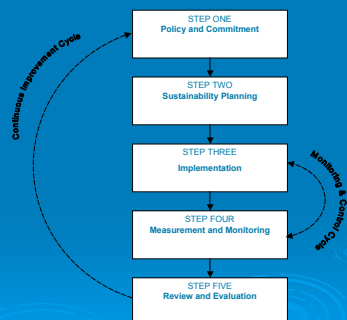 STEP ONE
Policy and Commitment
STEP TWO
Sustainability Planning
STEP THREE
Implementation
STEP FOUR
Measurement and Monitoring
STEP FIVE
Review and Evaluation
Continuous Improvement Cycle
Monitoring & Control Cycle